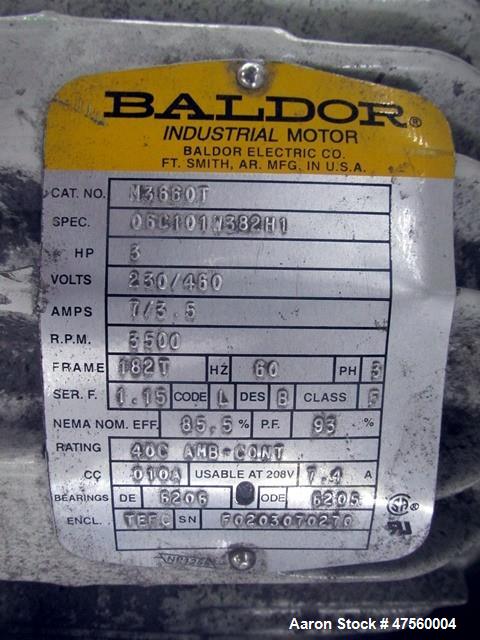 BALDOR®
INDUSTRIAL MOTOR
BALDOR ELECTRIC CO.
FT. SMITH, AR. MFG. IN U.S.A.
CAT. NO. M3660T
SPEC. 06C101W382H1
HP 3
VOLTS 230/460
AMPS 7/3.5
R.P.M. 3500
FRAME 182T HZ 60 PH 3
SER. F. 1.15 CODE L DES B CLASS F
NEMA NOM. EFF. 85.5 % P.F. 93 %
RATING 40C AMB-CONT
CC 010A USABLE AT 208V 7.4 A
BEARINGS DE 6206 ODE 6205
ENCL. TEFC SN F0203070270
Aaron Stock # 47560004